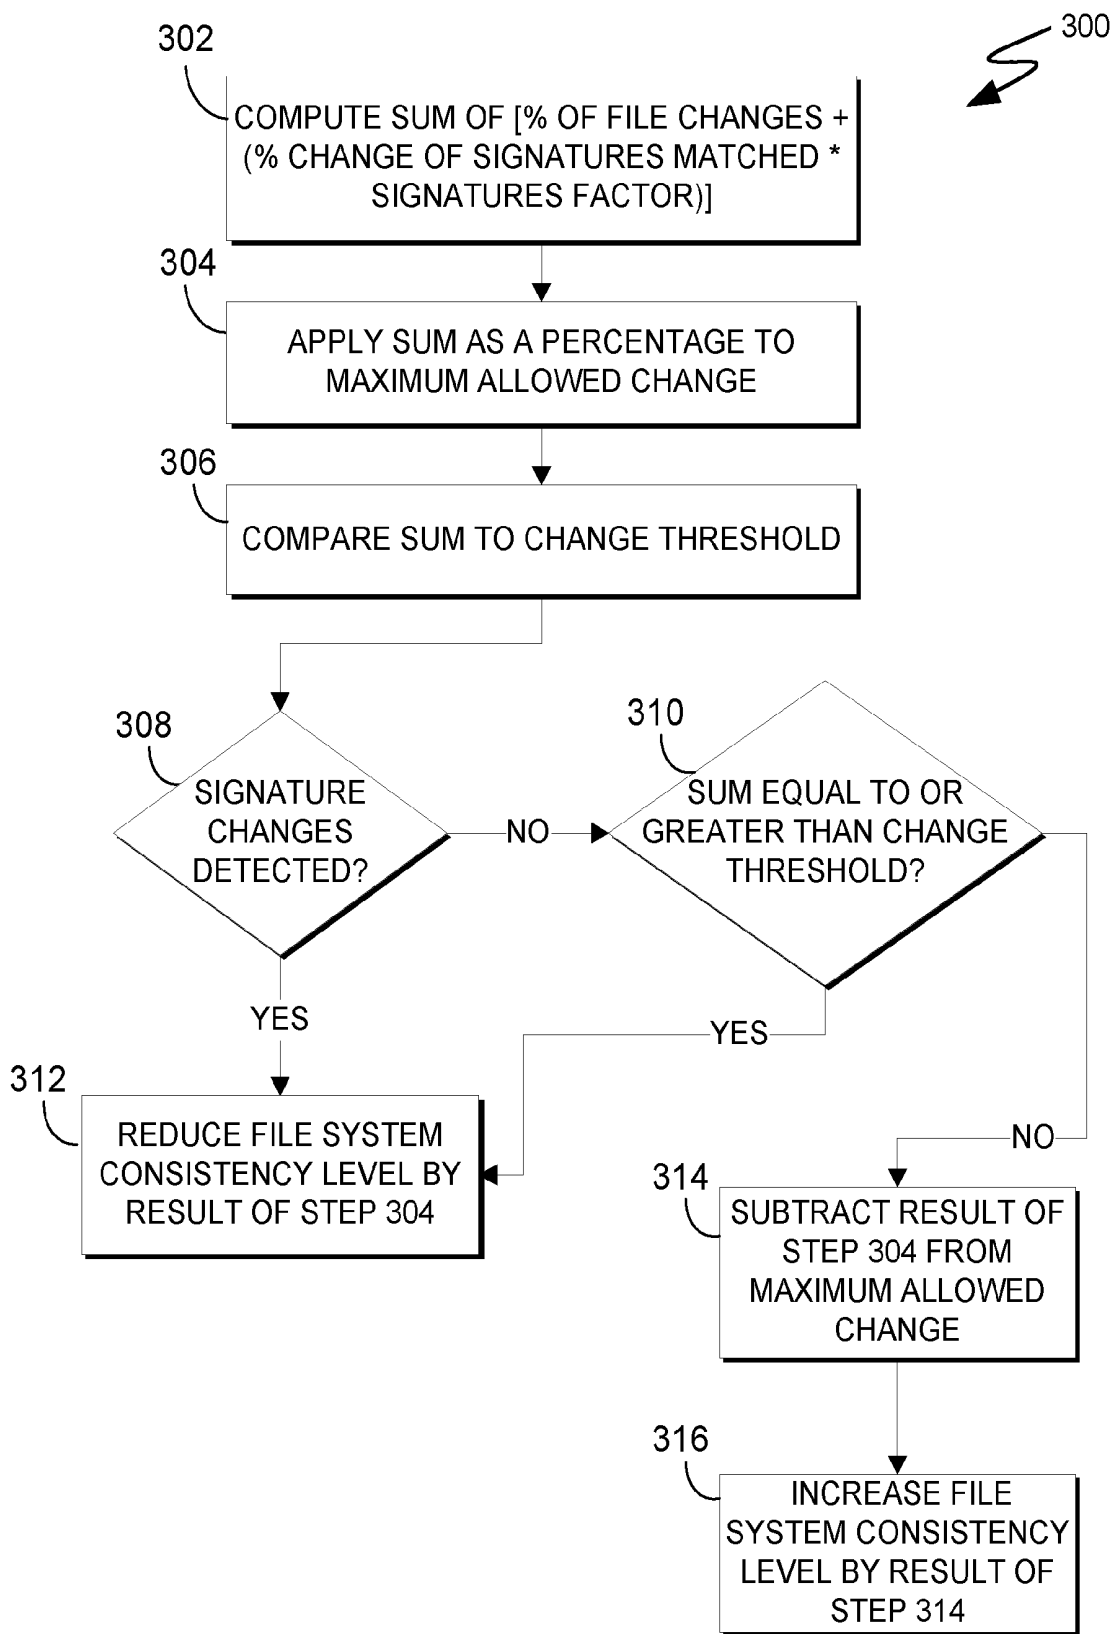 300
302
COMPUTE SUM OF [% OF FILE CHANGES +
(% CHANGE OF SIGNATURES MATCHED *
SIGNATURES FACTOR)]
304
APPLY SUM AS A PERCENTAGE TO
MAXIMUM ALLOWED CHANGE
306
COMPARE SUM TO CHANGE THRESHOLD
308
SIGNATURE
CHANGES
DETECTED?
NO
310
SUM EQUAL TO OR
GREATER THAN CHANGE
THRESHOLD?
YES
YES
NO
312
REDUCE FILE SYSTEM
CONSISTENCY LEVEL BY
RESULT OF STEP 304
314
SUBTRACT RESULT OF
STEP 304 FROM
MAXIMUM ALLOWED
CHANGE
316
INCREASE FILE
SYSTEM CONSISTENCY
LEVEL BY RESULT OF
STEP 314